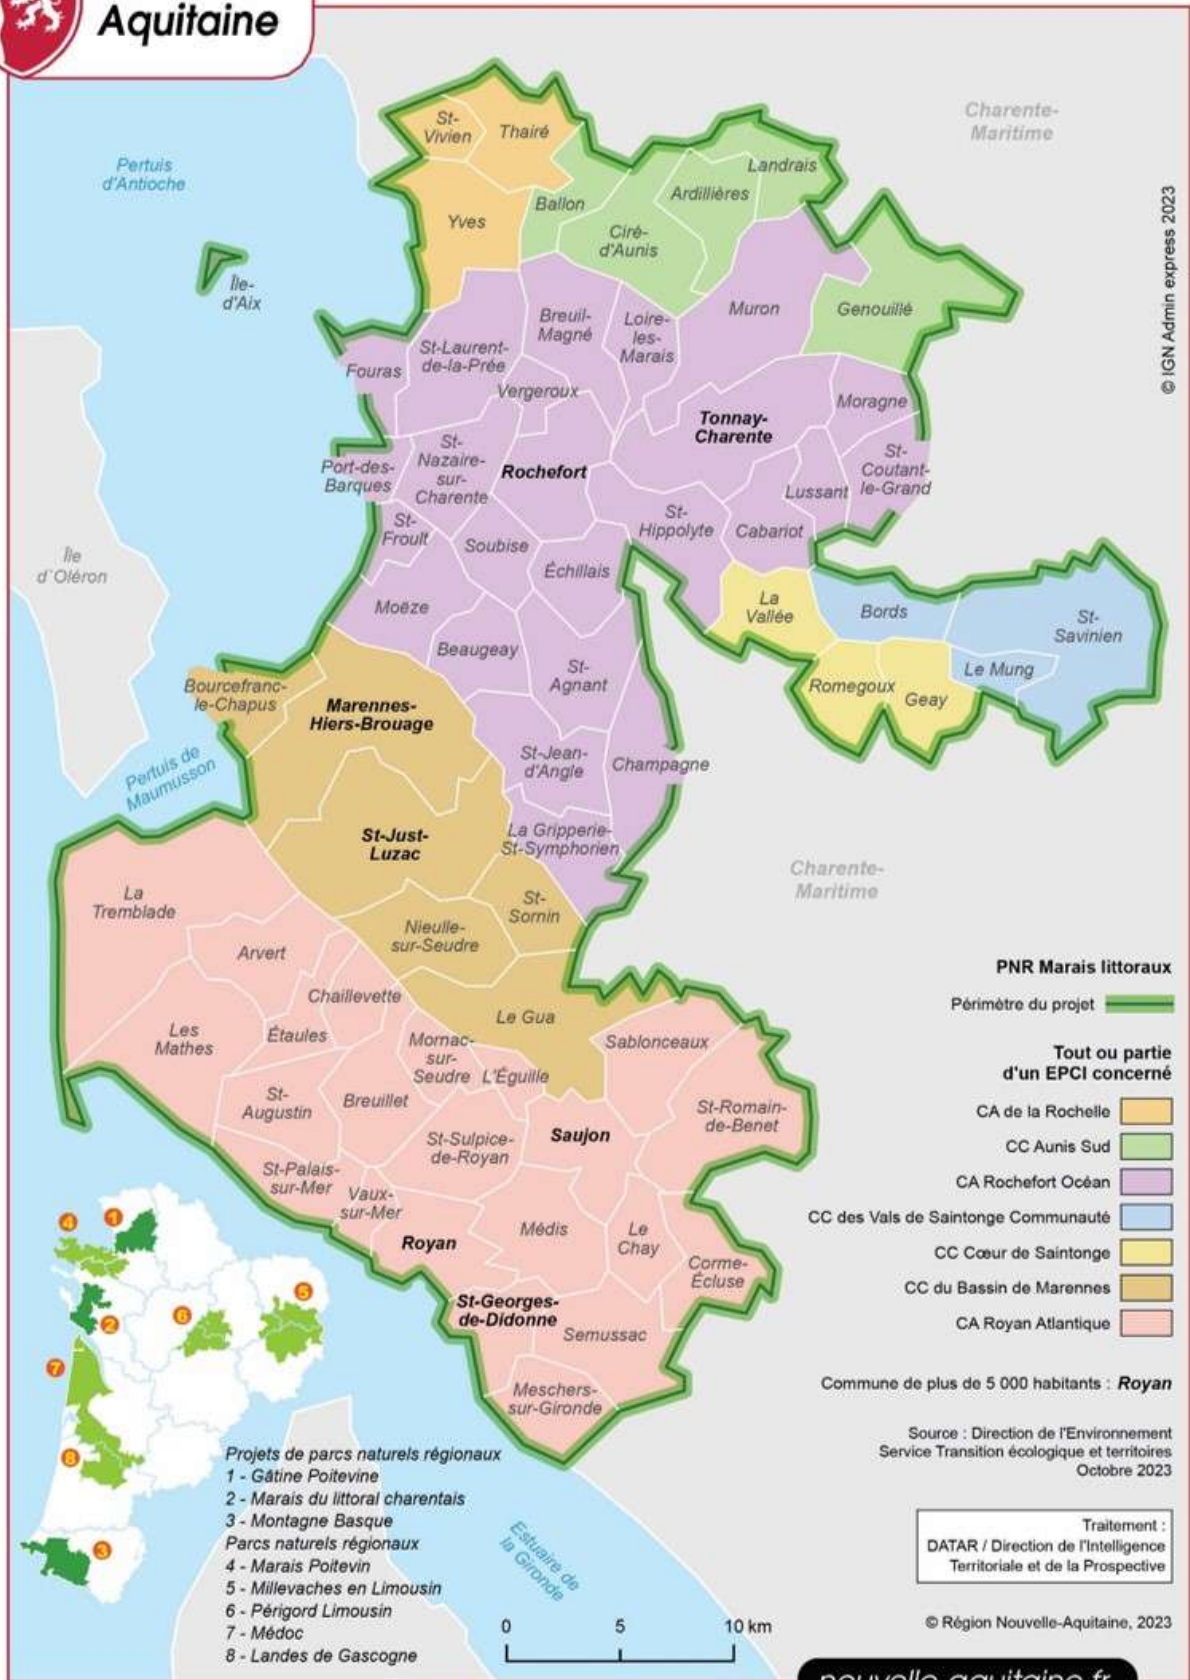 Aquitaine
Charente-
Maritime
Pertuis
d'Antioche
© IGN Admin express 2023
St-
Vivien
Thairé
Landrais
Ardillières
Ballon
Yves
Ciré-
d'Aunis
Île-
d'Aix
Muron
Genouillé
Breuil-
Magné
Loire-
les-
Marais
St-Laurent-
de-la-Prée
Fouras
Vergeroux
Moragne
Tonnay-
Charente
St-
Nazaire-
sur-
Charente
Rochefort
Port-des-
Barques
St-
Coutant-
le-Grand
Lussant
St-
Froult
St-
Hippolyte
Cabariot
Soubise
Île
d'Oléron
Échillais
Moëze
La
Vallée
Bords
St-
Savinien
Beaugeay
St-
Agnant
Le Mung
Romegoux
Geay
Bourcefranc-
le-Chapus
Marennes-
Hiers-Brouage
Pertuis de
Maumusson
St-Jean-
d'Angle
Champagne
St-Just-
Luzac
La Gripperie-
St-Symphorien
Charente-
Maritime
La
Tremblade
St-
Sornin
Nieulle-
sur-Seudre
Arvert
Chaillevette
Le Gua
Les
Mathes
Étaules
Mornac-
sur-
Seudre
L'Éguille
Sablonceaux
St-
Augustin
Breuillet
St-Romain-
de-Benet
St-Sulpice-
de-Royan
Saujon
St-Palais-
sur-Mer
Vaux-
sur-Mer
Royan
Médis
Le
Chay
Corme-
Écluse
St-Georges-
de-Didonne
Semussac
Meschers-
sur-Gironde
PNR Marais littoraux
Périmètre du projet
Tout ou partie
d'un EPCI concerné
CA de la Rochelle
CC Aunis Sud
CA Rochefort Océan
CC des Vals de Saintonge Communauté
CC Cœur de Saintonge
CC du Bassin de Marennes
CA Royan Atlantique
Commune de plus de 5 000 habitants : Royan
Source : Direction de l'Environnement
Service Transition écologique et territoires
Octobre 2023
Traitement :
DATAR / Direction de l'Intelligence
Territoriale et de la Prospective
© Région Nouvelle-Aquitaine, 2023
4
1
5
2
6
7
8
3
Projets de parcs naturels régionaux
1 - Gâtine Poitevine
2 - Marais du littoral charentais
3 - Montagne Basque
Parcs naturels régionaux
4 - Marais Poitevin
5 - Millevaches en Limousin
6 - Périgord Limousin
7 - Médoc
8 - Landes de Gascogne
Estuaire de
la Gironde
0 5 10 km
nouvelle-aquitaine.fr